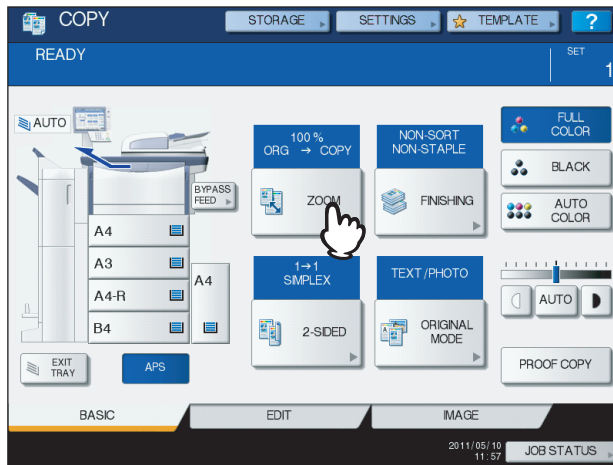 COPY
STORAGE
SETTINGS
TEMPLATE
?
READY
SET
1
AUTO
100 %
ORG → COPY
NON-SORT
NON-STAPLE
FULL
COLOR
BYPASS
FEED
ZOOM
FINISHING
BLACK
AUTO
COLOR
A4
A3
A4-R
B4
A4
1→1
SIMPLEX
TEXT/PHOTO
2-SIDED
ORIGINAL
MODE
AUTO
EXIT
TRAY
APS
PROOF COPY
BASIC
EDIT
IMAGE
2011/05/10
11:57
JOB STATUS